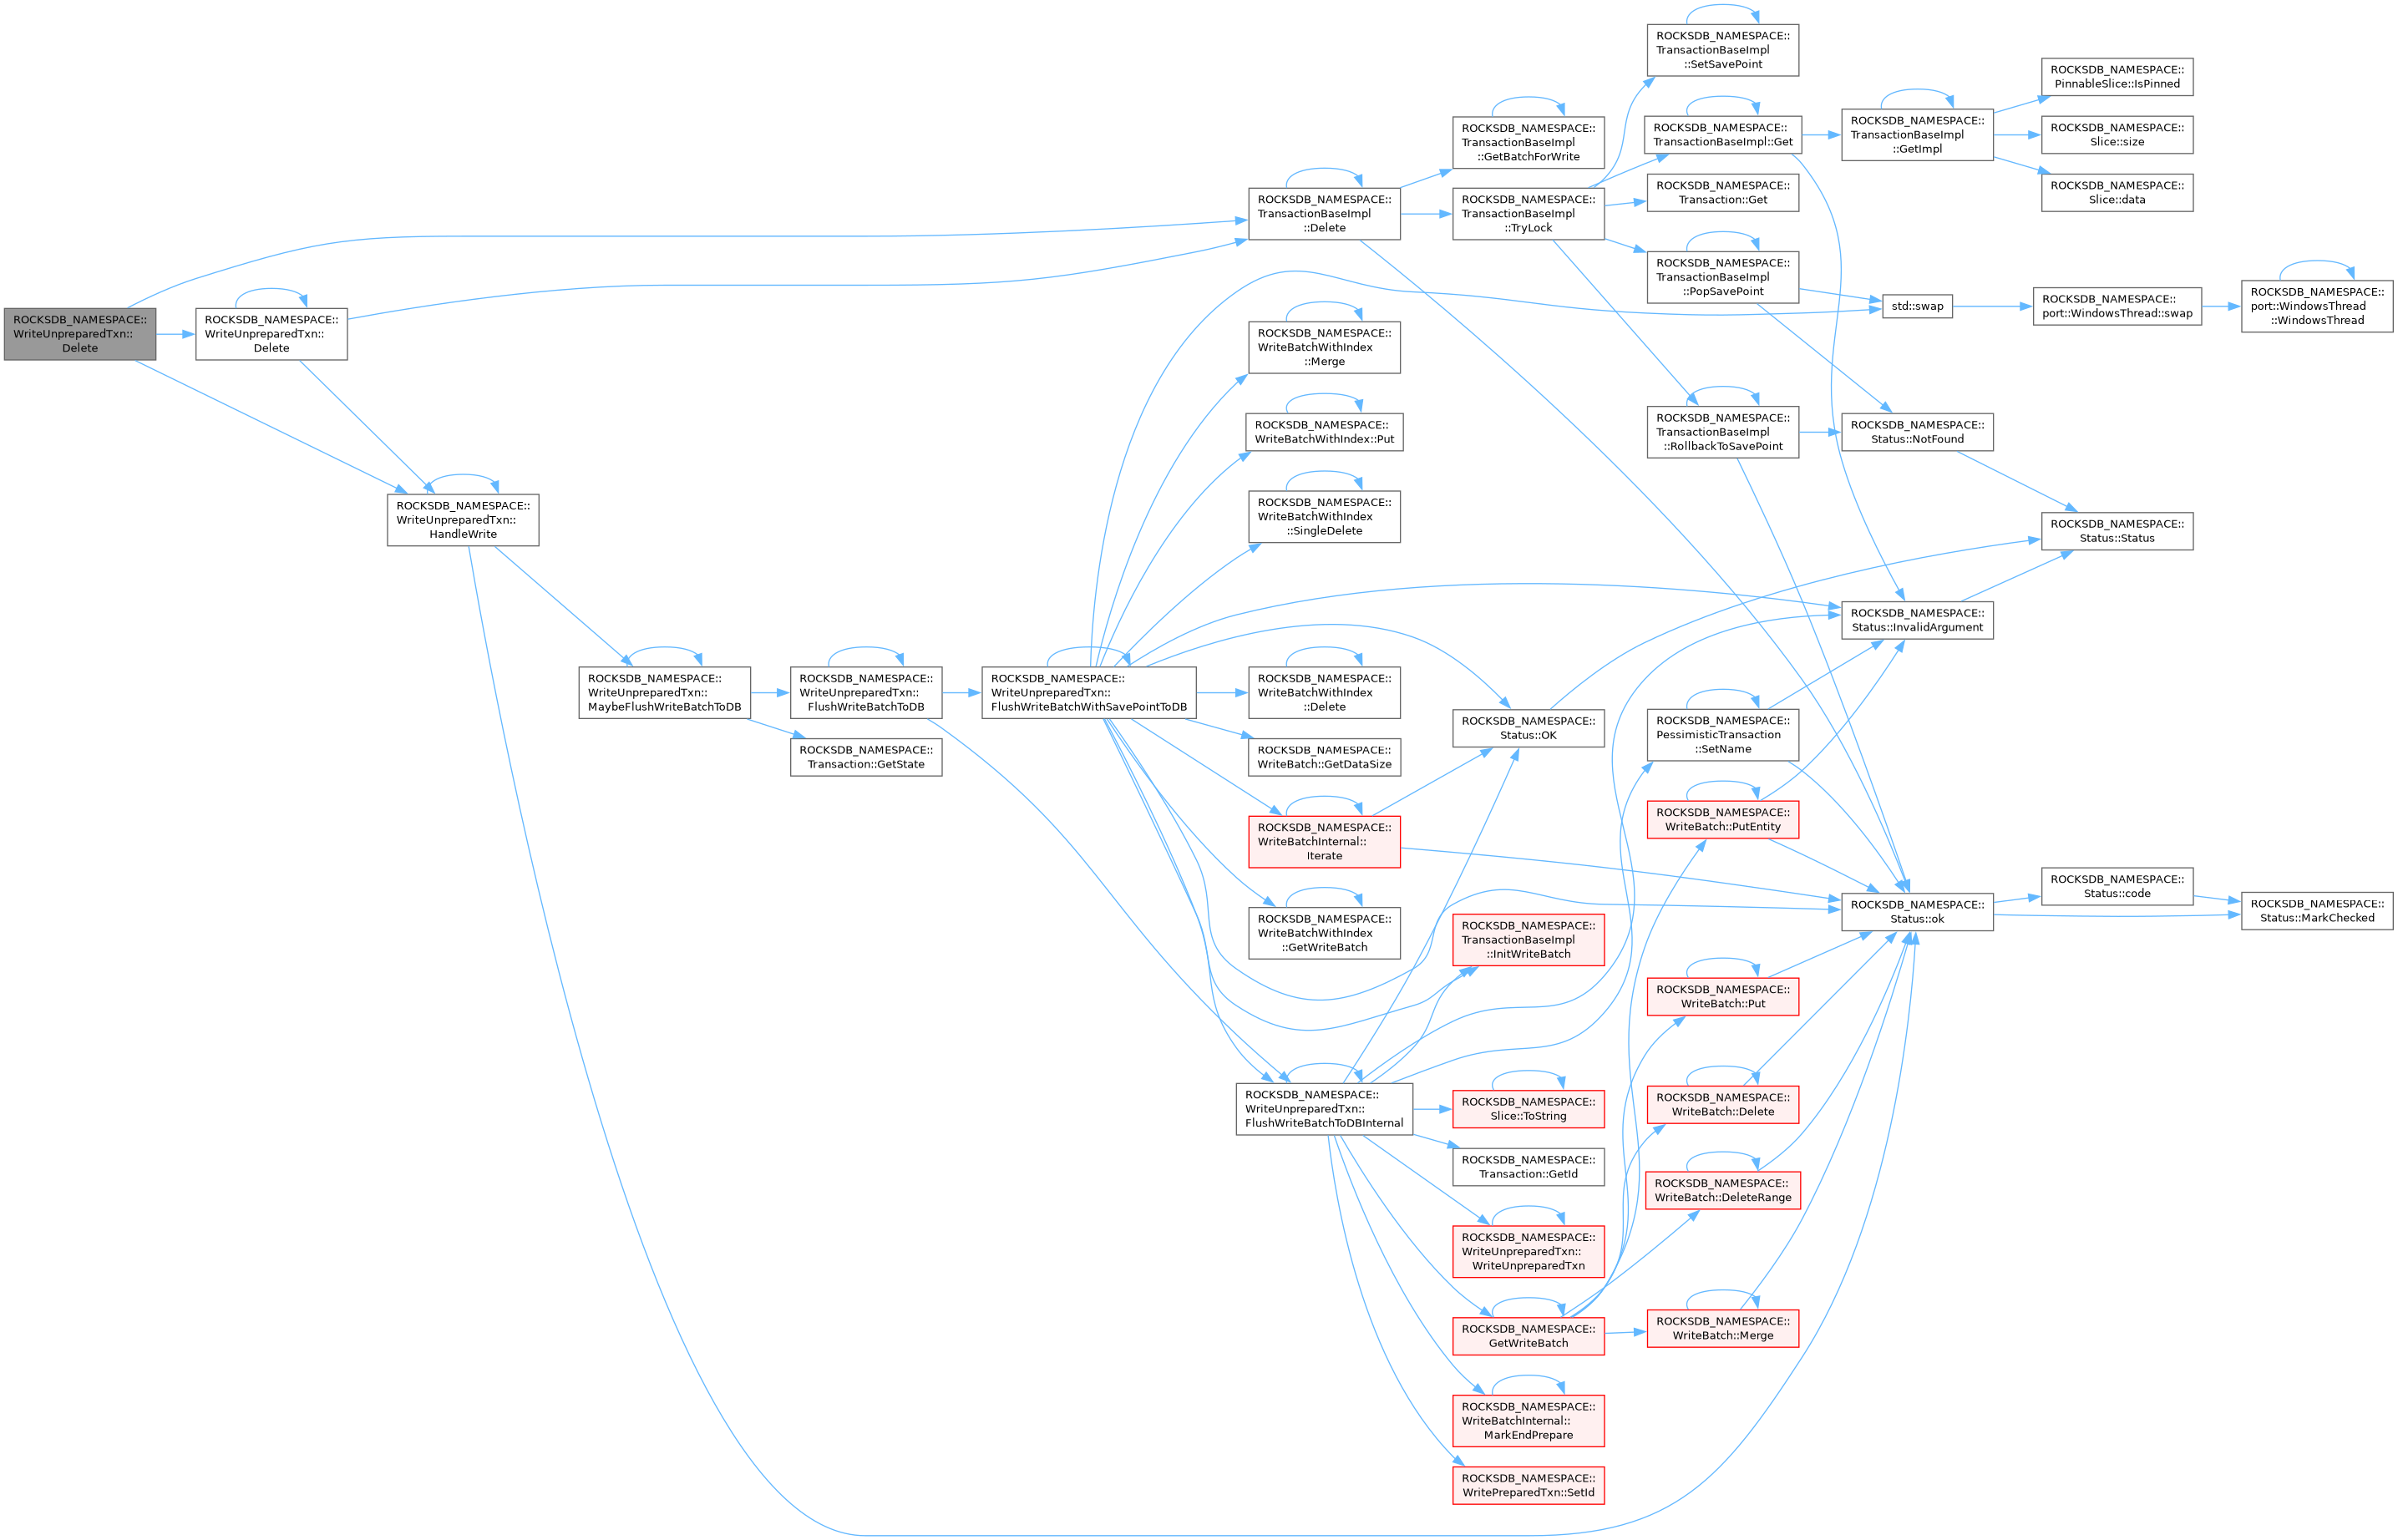 ROCKSDB_NAMESPACE::
WriteUnpreparedTxn::
Delete
ROCKSDB_NAMESPACE::
WriteUnpreparedTxn::
Delete
ROCKSDB_NAMESPACE::
WriteUnpreparedTxn::
HandleWrite
ROCKSDB_NAMESPACE::
WriteUnpreparedTxn::
MaybeFlushWriteBatchToDB
ROCKSDB_NAMESPACE::
WriteUnpreparedTxn::
FlushWriteBatchToDB
ROCKSDB_NAMESPACE::
Transaction::GetState
ROCKSDB_NAMESPACE::
WriteUnpreparedTxn::
FlushWriteBatchWithSavePointToDB
ROCKSDB_NAMESPACE::
TransactionBaseImpl
::Delete
ROCKSDB_NAMESPACE::
WriteBatchWithIndex
::Merge
ROCKSDB_NAMESPACE::
WriteBatchWithIndex::Put
ROCKSDB_NAMESPACE::
WriteBatchWithIndex
::SingleDelete
ROCKSDB_NAMESPACE::
WriteBatchWithIndex
::Delete
ROCKSDB_NAMESPACE::
WriteBatch::GetDataSize
ROCKSDB_NAMESPACE::
WriteBatchInternal::
Iterate
ROCKSDB_NAMESPACE::
WriteBatchWithIndex
::GetWriteBatch
ROCKSDB_NAMESPACE::
WriteUnpreparedTxn::
FlushWriteBatchToDBInternal
ROCKSDB_NAMESPACE::
TransactionBaseImpl
::GetBatchForWrite
ROCKSDB_NAMESPACE::
TransactionBaseImpl
::TryLock
ROCKSDB_NAMESPACE::
Status::OK
ROCKSDB_NAMESPACE::
TransactionBaseImpl
::InitWriteBatch
ROCKSDB_NAMESPACE::
Slice::ToString
ROCKSDB_NAMESPACE::
Transaction::GetId
ROCKSDB_NAMESPACE::
WriteUnpreparedTxn::
WriteUnpreparedTxn
ROCKSDB_NAMESPACE::
GetWriteBatch
ROCKSDB_NAMESPACE::
WriteBatchInternal::
MarkEndPrepare
ROCKSDB_NAMESPACE::
WritePreparedTxn::SetId
ROCKSDB_NAMESPACE::
TransactionBaseImpl
::SetSavePoint
ROCKSDB_NAMESPACE::
TransactionBaseImpl::Get
ROCKSDB_NAMESPACE::
Transaction::Get
ROCKSDB_NAMESPACE::
TransactionBaseImpl
::PopSavePoint
ROCKSDB_NAMESPACE::
TransactionBaseImpl
::RollbackToSavePoint
ROCKSDB_NAMESPACE::
PessimisticTransaction
::SetName
ROCKSDB_NAMESPACE::
WriteBatch::PutEntity
ROCKSDB_NAMESPACE::
WriteBatch::Put
ROCKSDB_NAMESPACE::
WriteBatch::Delete
ROCKSDB_NAMESPACE::
WriteBatch::DeleteRange
ROCKSDB_NAMESPACE::
WriteBatch::Merge
ROCKSDB_NAMESPACE::
TransactionBaseImpl
::GetImpl
std::swap
ROCKSDB_NAMESPACE::
Status::NotFound
ROCKSDB_NAMESPACE::
Status::InvalidArgument
ROCKSDB_NAMESPACE::
Status::ok
ROCKSDB_NAMESPACE::
PinnableSlice::IsPinned
ROCKSDB_NAMESPACE::
Slice::size
ROCKSDB_NAMESPACE::
Slice::data
ROCKSDB_NAMESPACE::
port::WindowsThread::swap
ROCKSDB_NAMESPACE::
Status::Status
ROCKSDB_NAMESPACE::
Status::code
ROCKSDB_NAMESPACE::
port::WindowsThread
::WindowsThread
ROCKSDB_NAMESPACE::
Status::MarkChecked